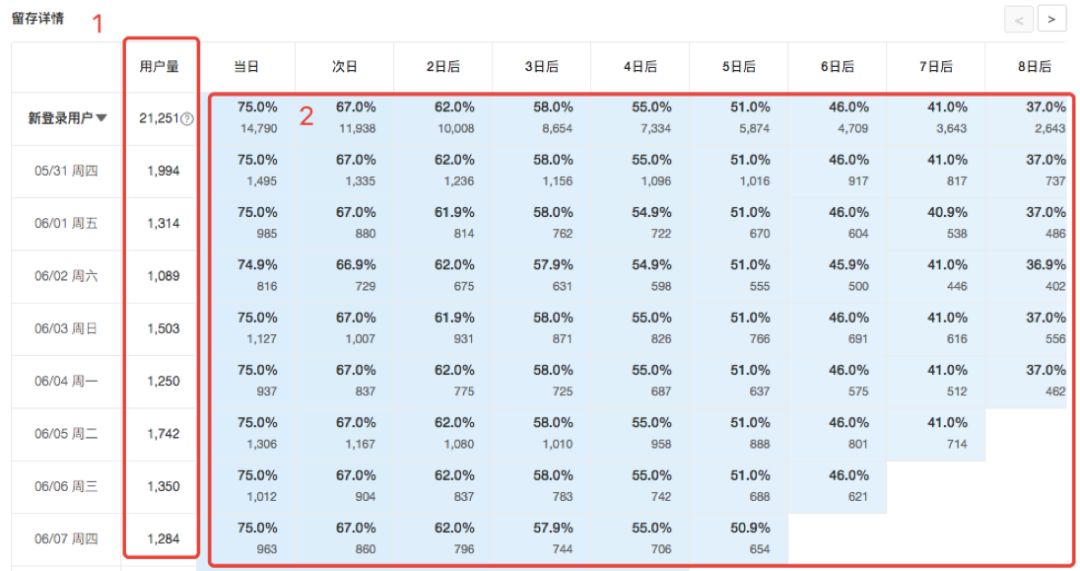 留存详情 1 < >
用户量 当日 次日 2日后 3日后 4日后 5日后 6日后 7日后 8日后
75.0% 67.0% 62.0% 58.0% 55.0% 51.0% 46.0% 41.0% 37.0%
新登录用户▼ 21,251? 2
14,790 11,938 10,008 8,654 7,334 5,874 4,709 3,643 2,643
75.0% 67.0% 62.0% 58.0% 55.0% 51.0% 46.0% 41.0% 37.0%
05/31 周四 1,994
1,495 1,335 1,236 1,156 1,096 1,016 917 817 737
75.0% 67.0% 61.9% 58.0% 54.9% 51.0% 46.0% 40.9% 37.0%
06/01 周五 1,314
985 880 814 762 722 670 604 538 486
74.9% 66.9% 62.0% 57.9% 54.9% 51.0% 45.9% 41.0% 36.9%
06/02 周六 1,089
816 729 675 631 598 555 500 446 402
75.0% 67.0% 61.9% 58.0% 55.0% 51.0% 46.0% 41.0% 37.0%
06/03 周日 1,503
1,127 1,007 931 871 826 766 691 616 556
75.0% 67.0% 62.0% 58.0% 55.0% 51.0% 46.0% 41.0% 37.0%
06/04 周一 1,250
937 837 775 725 687 637 575 512 462
75.0% 67.0% 62.0% 58.0% 55.0% 51.0% 46.0% 41.0%
06/05 周二 1,742
1,306 1,167 1,080 1,010 958 888 801 714
75.0% 67.0% 62.0% 58.0% 55.0% 51.0% 46.0%
06/06 周三 1,350
1,012 904 837 783 742 688 621
75.0% 67.0% 62.0% 57.9% 55.0% 50.9%
06/07 周四 1,284
963 860 796 744 706 654